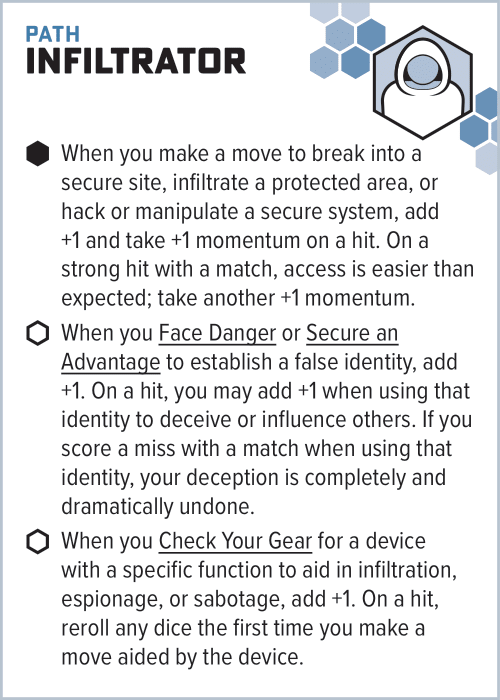 PATH
INFILTRATOR
When you make a move to break into a
secure site, infiltrate a protected area, or
hack or manipulate a secure system, add
+1 and take +1 momentum on a hit. On a
strong hit with a match, access is easier than
expected; take another +1 momentum.
When you Face Danger or Secure an
Advantage to establish a false identity, add
+1. On a hit, you may add +1 when using that
identity to deceive or influence others. If you
score a miss with a match when using that
identity, your deception is completely and
dramatically undone.
When you Check Your Gear for a device
with a specific function to aid in infiltration,
espionage, or sabotage, add +1. On a hit,
reroll any dice the first time you make a
move aided by the device.